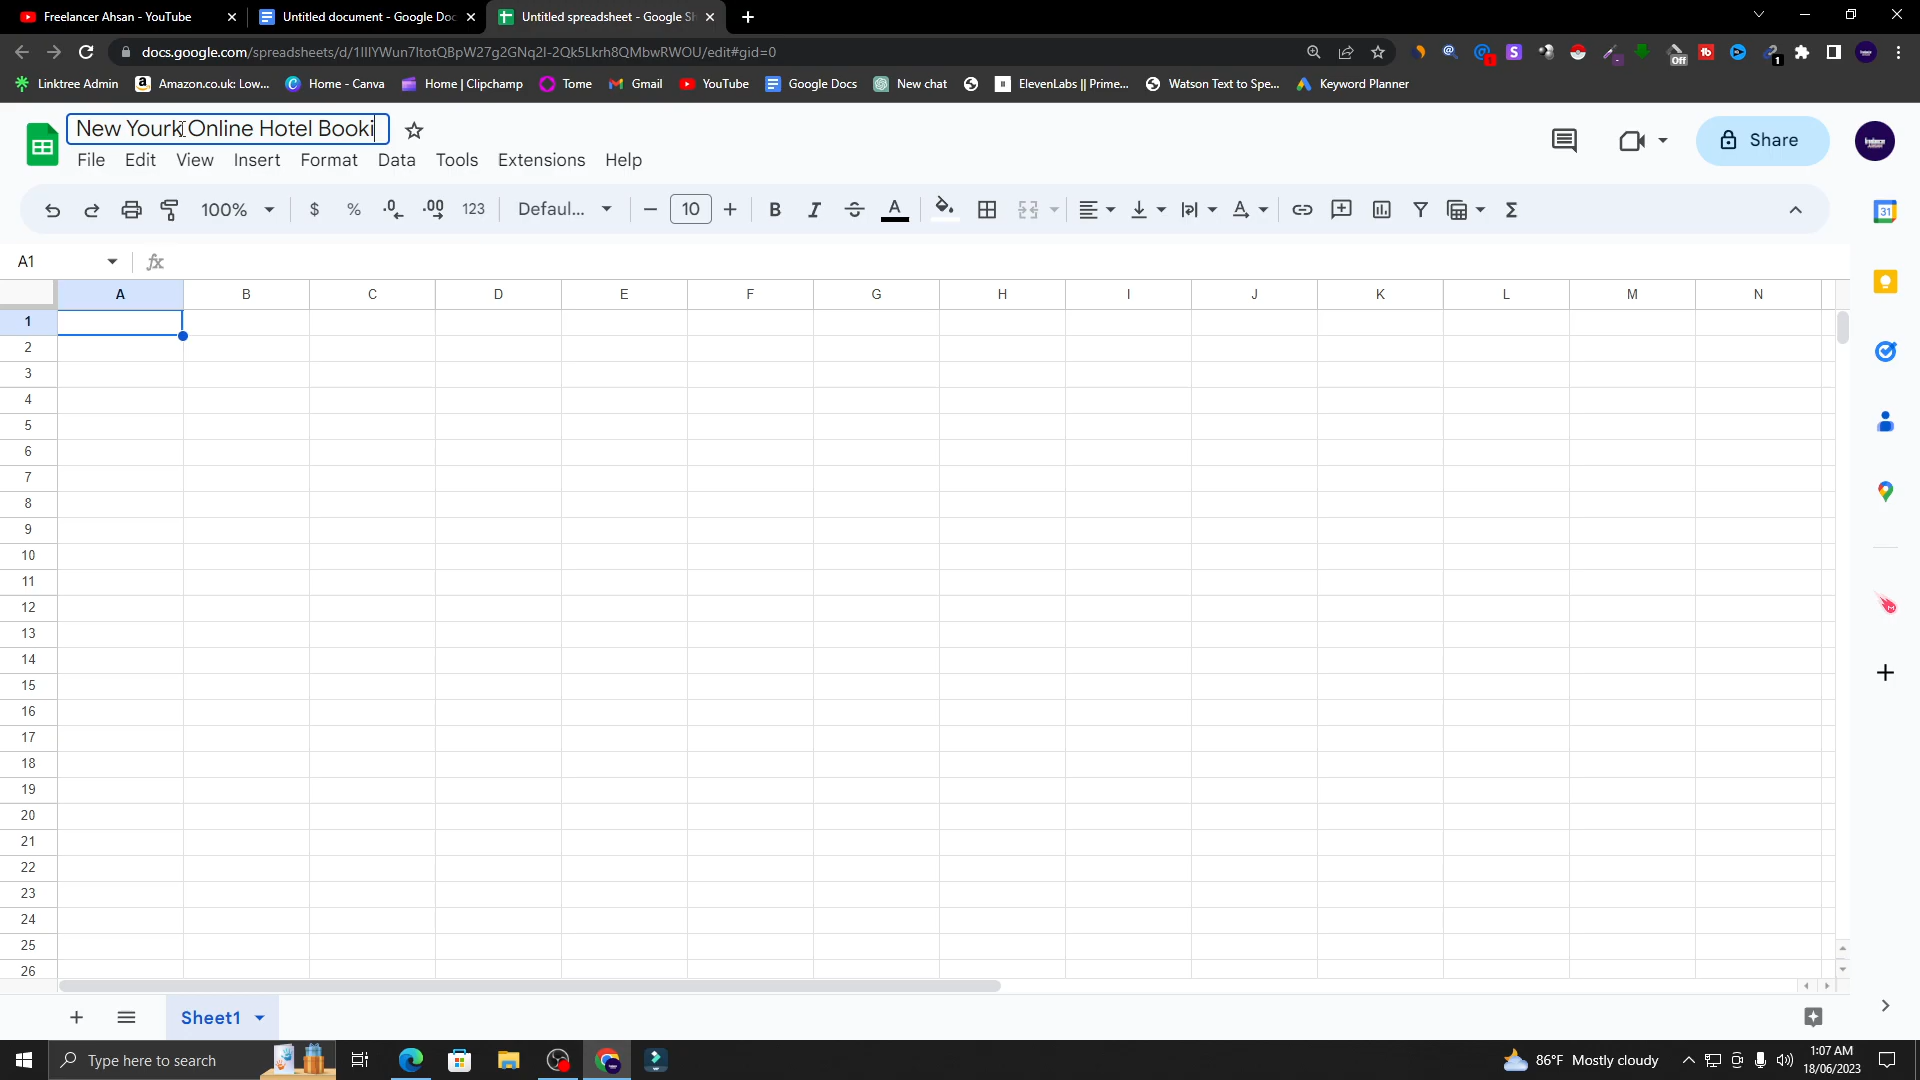 Freelancer Ahsan - YouTube
Untitled document - Google Doc
Untitled spreadsheet - Google Sh
docs.google.com/spreadsheets/d/1IIIYWun7ltotQBpW27g2GNq2I-2Qk5Lkrh8QMbwRWOU/edit#gid=0
Linktree Admin
Amazon.co.uk: Low...
Home - Canva
Home | Clipchamp
Tome
Gmail
YouTube
Google Docs
New chat
ElevenLabs || Prime...
Watson Text to Spe...
Keyword Planner
New Yourk Online Hotel Booki
File Edit View Insert Format Data Tools Extensions Help
Share
100% $ % .0 .00 123 Defaul... 10 B I A
A1 fx
A B C D E F G H I J K L M N
1
2
3
4
5
6
7
8
9
10
11
12
13
14
15
16
17
18
19
20
21
22
23
24
25
26
Sheet1
Type here to search
86°F Mostly cloudy
1:07 AM
18/06/2023